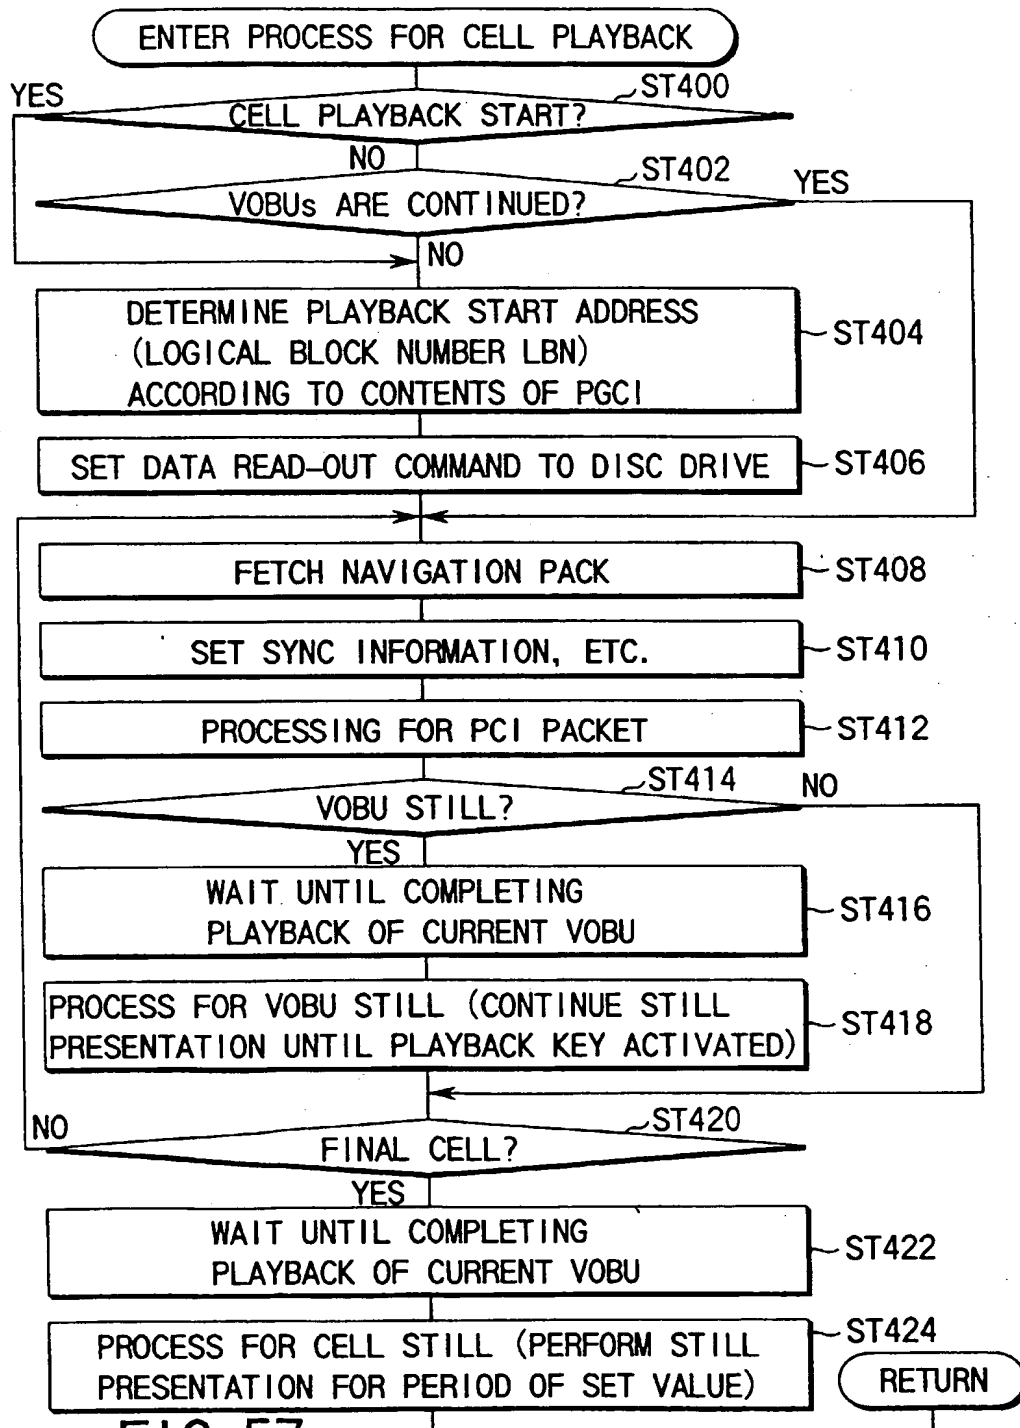 ENTER PROCESS FOR CELL PLAYBACK
YES
ST400
CELL PLAYBACK START?
NO
ST402
YES
VOBUs ARE CONTINUED?
NO
DETERMINE PLAYBACK START ADDRESS
(LOGICAL BLOCK NUMBER LBN)
ACCORDING TO CONTENTS OF PGCI
ST404
SET DATA READ-OUT COMMAND TO DISC DRIVE
ST406
FETCH NAVIGATION PACK
ST408
SET SYNC INFORMATION, ETC.
ST410
PROCESSING FOR PCI PACKET
ST412
ST414
NO
VOBU STILL?
YES
WAIT UNTIL COMPLETING
PLAYBACK OF CURRENT VOBU
ST416
PROCESS FOR VOBU STILL (CONTINUE STILL
PRESENTATION UNTIL PLAYBACK KEY ACTIVATED)
ST418
NO
ST420
FINAL CELL?
YES
WAIT UNTIL COMPLETING
PLAYBACK OF CURRENT VOBU
ST422
PROCESS FOR CELL STILL (PERFORM STILL
PRESENTATION FOR PERIOD OF SET VALUE)
ST424
RETURN